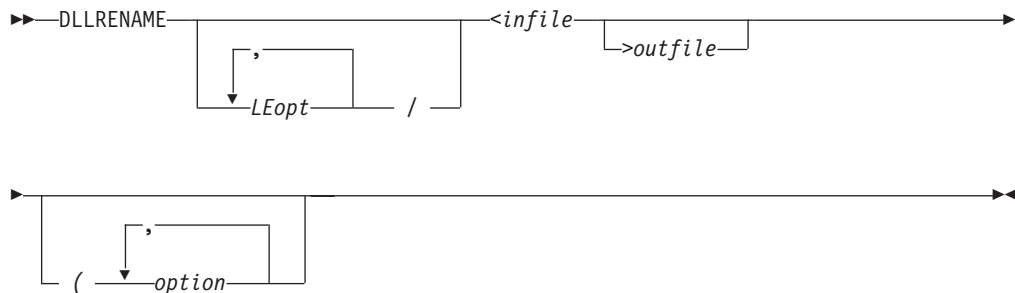 DLLRENAME <infile
>outfile
,
LEopt /
,
( option